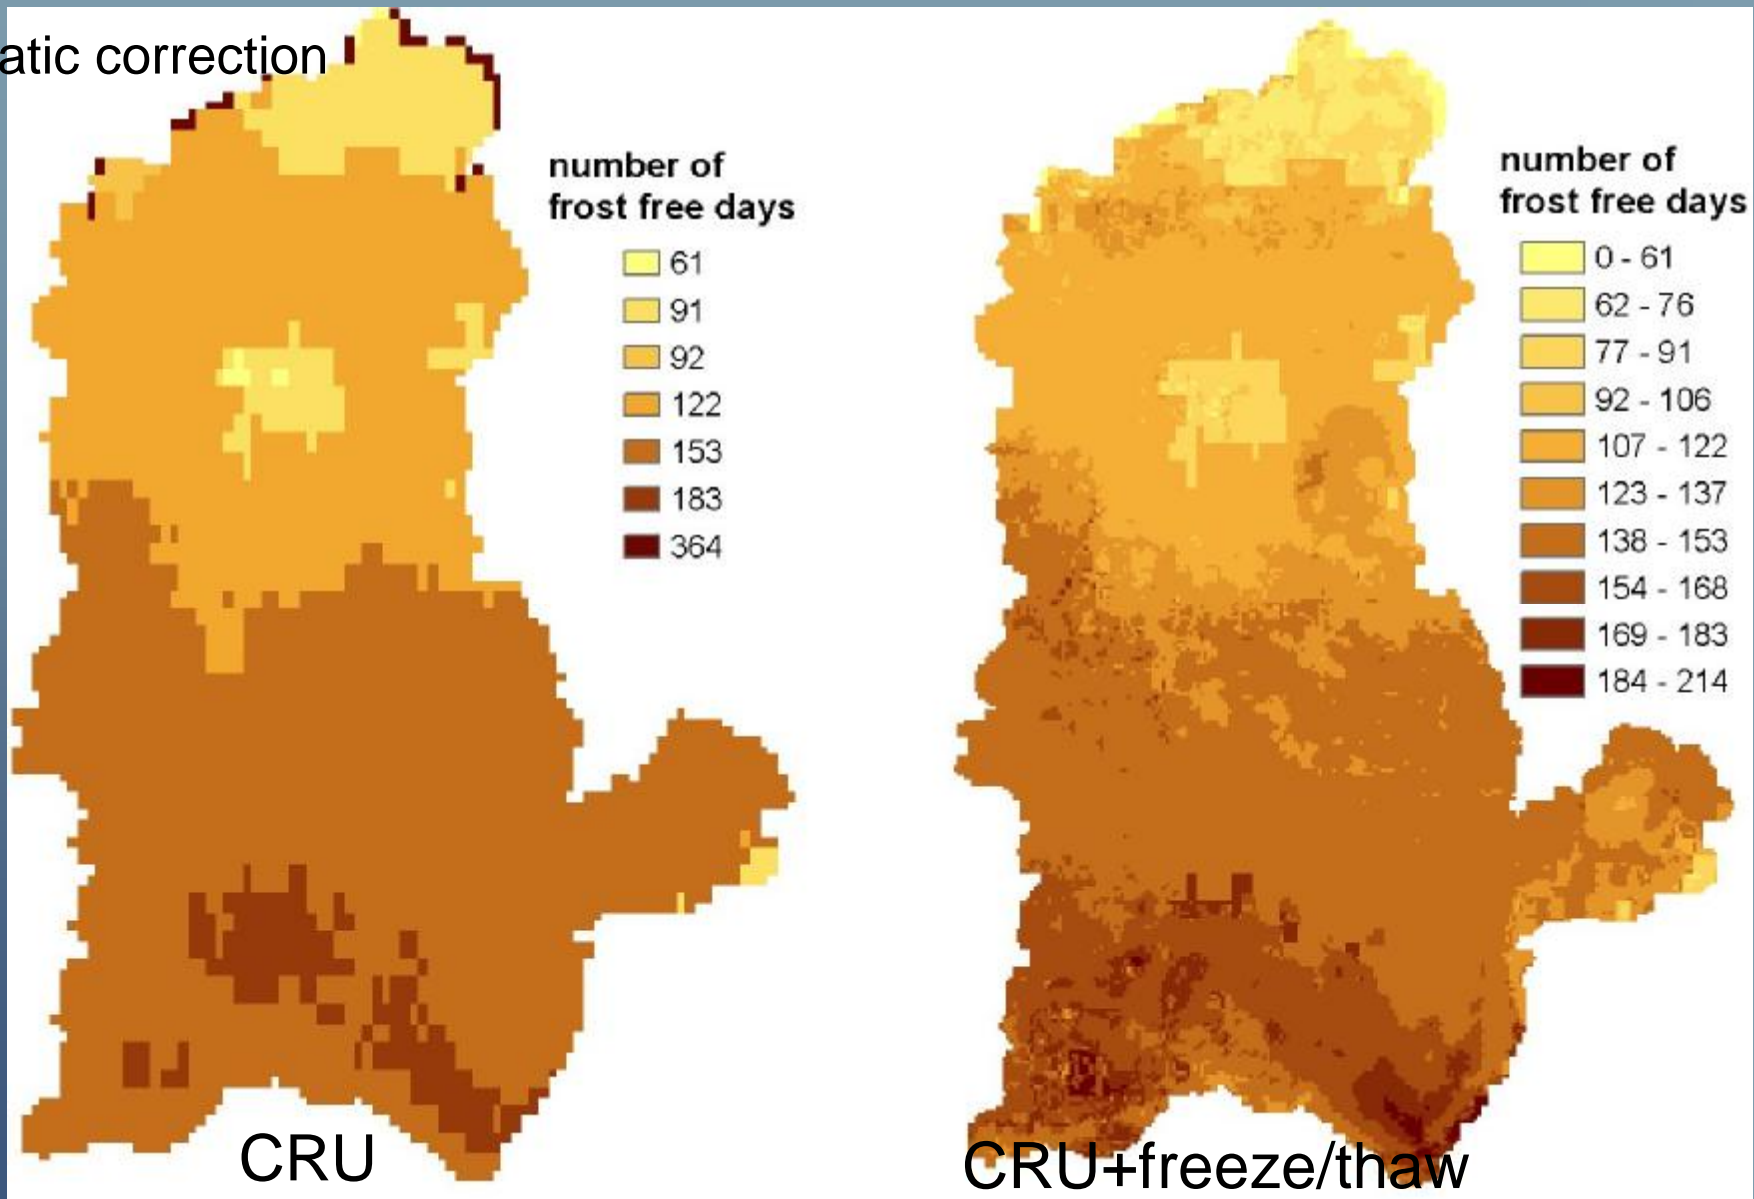 atic correction
number of
frost free days
61
91
92
122
153
183
364
CRU
number of
frost free days
0 - 61
62 - 76
77 - 91
92 - 106
107 - 122
123 - 137
138 - 153
154 - 168
169 - 183
184 - 214
CRU+freeze/thaw